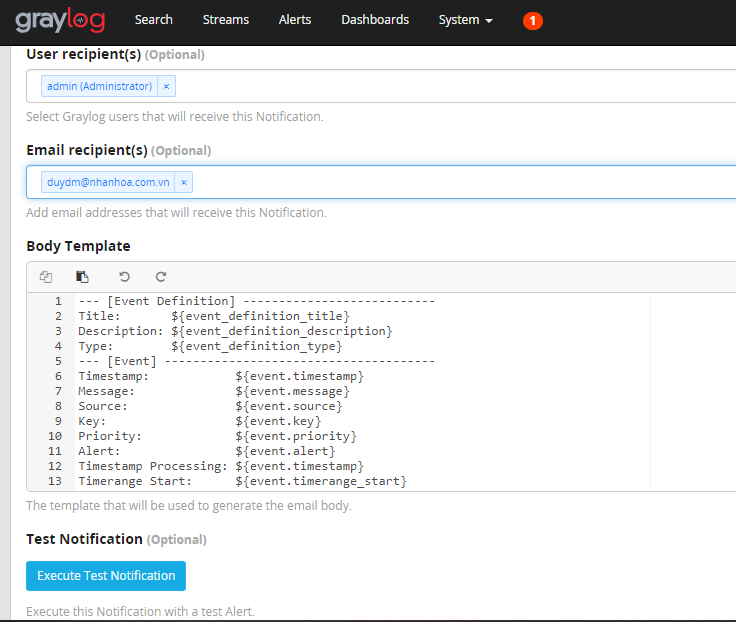 graylog Search Streams Alerts Dashboards System 1
User recipient(s) (Optional)
admin (Administrator) ×
Select Graylog users that will receive this Notification.
Email recipient(s) (Optional)
duydm@nhanhoa.com.vn ×
Add email addresses that will receive this Notification.
Body Template
1 --- [Event Definition] ---------------------------
2 Title:       ${event_definition_title}
3 Description: ${event_definition_description}
4 Type:        ${event_definition_type}
5 --- [Event] --------------------------------------
6 Timestamp:            ${event.timestamp}
7 Message:              ${event.message}
8 Source:               ${event.source}
9 Key:                  ${event.key}
10 Priority:             ${event.priority}
11 Alert:                ${event.alert}
12 Timestamp Processing: ${event.timestamp}
13 Timerange Start:      ${event.timerange_start}
The template that will be used to generate the email body.
Test Notification (Optional)
Execute Test Notification
Execute this Notification with a test Alert.